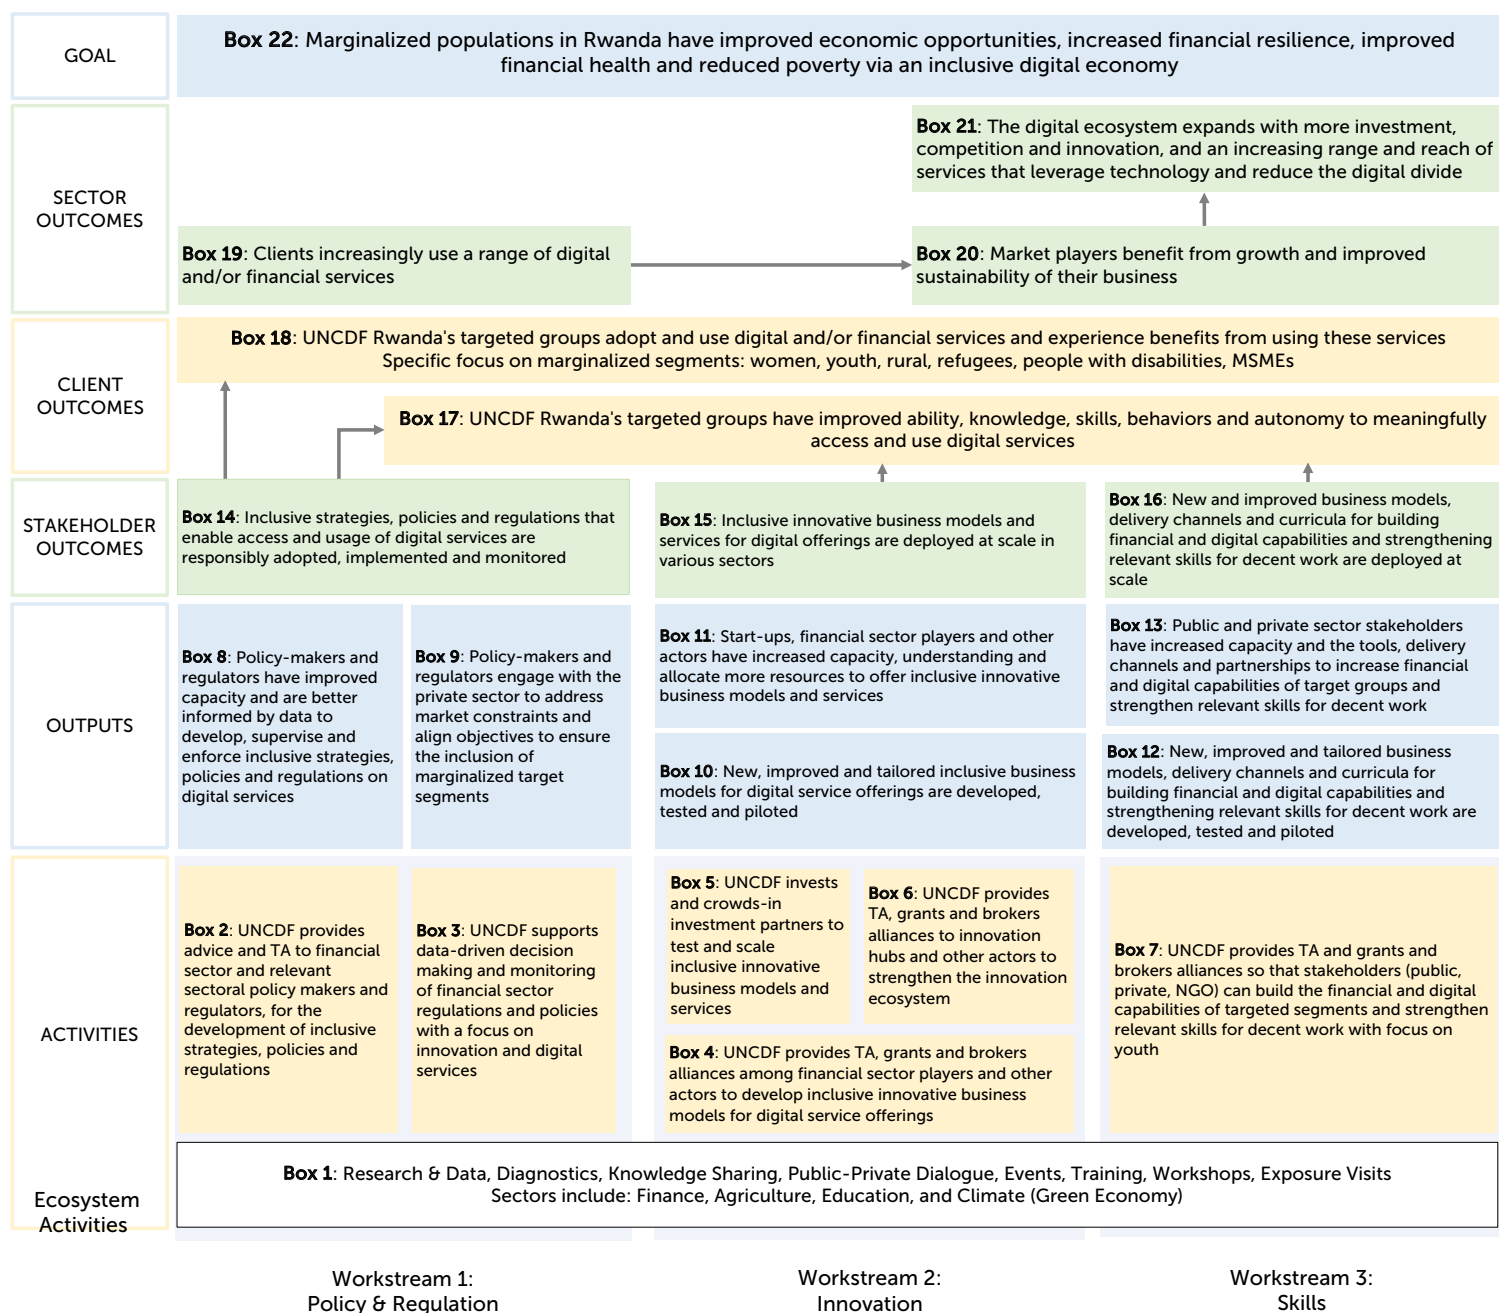 GOAL
Box 22: Marginalized populations in Rwanda have improved economic opportunities, increased financial resilience, improved
financial health and reduced poverty via an inclusive digital economy
SECTOR
OUTCOMES
Box 21: The digital ecosystem expands with more investment,
competition and innovation, and an increasing range and reach of
services that leverage technology and reduce the digital divide
Box 19: Clients increasingly use a range of digital
and/or financial services
Box 20: Market players benefit from growth and improved
sustainability of their business
CLIENT
OUTCOMES
Box 18: UNCDF Rwanda's targeted groups adopt and use digital and/or financial services and experience benefits from using these services
Specific focus on marginalized segments: women, youth, rural, refugees, people with disabilities, MSMEs
Box 17: UNCDF Rwanda's targeted groups have improved ability, knowledge, skills, behaviors and autonomy to meaningfully
access and use digital services
STAKEHOLDER
OUTCOMES
Box 14: Inclusive strategies, policies and regulations that
enable access and usage of digital services are
responsibly adopted, implemented and monitored
Box 15: Inclusive innovative business models and
services for digital offerings are deployed at scale in
various sectors
Box 16: New and improved business models,
delivery channels and curricula for building
financial and digital capabilities and strengthening
relevant skills for decent work are deployed at
scale
OUTPUTS
Box 8: Policy-makers and
regulators have improved
capacity and are better
informed by data to
develop, supervise and
enforce inclusive strategies,
policies and regulations on
digital services
Box 9: Policy-makers and
regulators engage with the
private sector to address
market constraints and
align objectives to ensure
the inclusion of
marginalized target
segments
Box 11: Start-ups, financial sector players and other
actors have increased capacity, understanding and
allocate more resources to offer inclusive innovative
business models and services
Box 10: New, improved and tailored inclusive business
models for digital service offerings are developed,
tested and piloted
Box 13: Public and private sector stakeholders
have increased capacity and the tools, delivery
channels and partnerships to increase financial
and digital capabilities of target groups and
strengthen relevant skills for decent work
Box 12: New, improved and tailored business
models, delivery channels and curricula for
building financial and digital capabilities and
strengthening relevant skills for decent work are
developed, tested and piloted
ACTIVITIES
Box 2: UNCDF provides
advice and TA to financial
sector and relevant
sectoral policy makers and
regulators, for the
development of inclusive
strategies, policies and
regulations
Box 3: UNCDF supports
data-driven decision
making and monitoring
of financial sector
regulations and policies
with a focus on
innovation and digital
services
Box 5: UNCDF invests
and crowds-in
investment partners to
test and scale
inclusive innovative
business models and
services
Box 6: UNCDF provides
TA, grants and brokers
alliances to innovation
hubs and other actors to
strengthen the innovation
ecosystem
Box 4: UNCDF provides TA, grants and brokers
alliances among financial sector players and other
actors to develop inclusive innovative business
models for digital service offerings
Box 7: UNCDF provides TA and grants and
brokers alliances so that stakeholders (public,
private, NGO) can build the financial and digital
capabilities of targeted segments and strengthen
relevant skills for decent work with focus on
youth
Ecosystem
Activities
Box 1: Research & Data, Diagnostics, Knowledge Sharing, Public-Private Dialogue, Events, Training, Workshops, Exposure Visits
Sectors include: Finance, Agriculture, Education, and Climate (Green Economy)
Workstream 1:
Policy & Regulation
Workstream 2:
Innovation
Workstream 3:
Skills